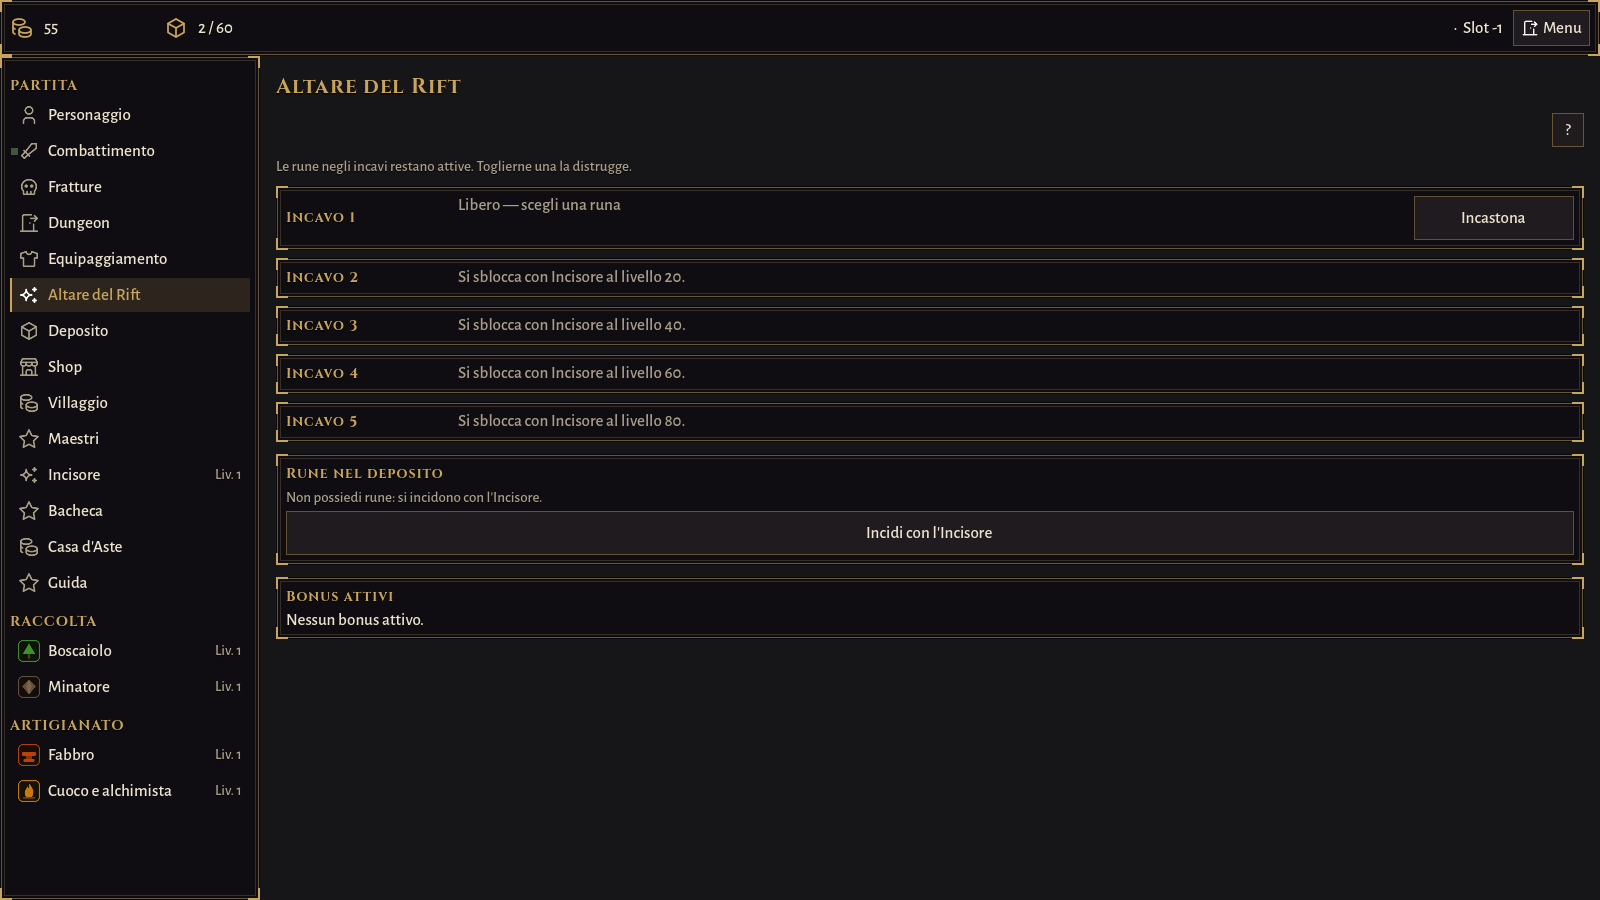 55
2 / 60
· Slot -1
Menu
PARTITA
Personaggio
Combattimento
Fratture
Dungeon
Equipaggiamento
Altare del Rift
Deposito
Shop
Villaggio
Maestri
Incisore Liv. 1
Bacheca
Casa d'Aste
Guida
RACCOLTA
Boscaiolo Liv. 1
Minatore Liv. 1
ARTIGIANATO
Fabbro Liv. 1
Cuoco e alchimista Liv. 1
Altare del Rift
?
Le rune negli incavi restano attive. Toglierne una la distrugge.
Incavo 1 Libero — scegli una runa Incastona
Incavo 2 Si sblocca con Incisore al livello 20.
Incavo 3 Si sblocca con Incisore al livello 40.
Incavo 4 Si sblocca con Incisore al livello 60.
Incavo 5 Si sblocca con Incisore al livello 80.
Rune nel deposito
Non possiedi rune: si incidono con l'Incisore.
Incidi con l'Incisore
Bonus attivi
Nessun bonus attivo.